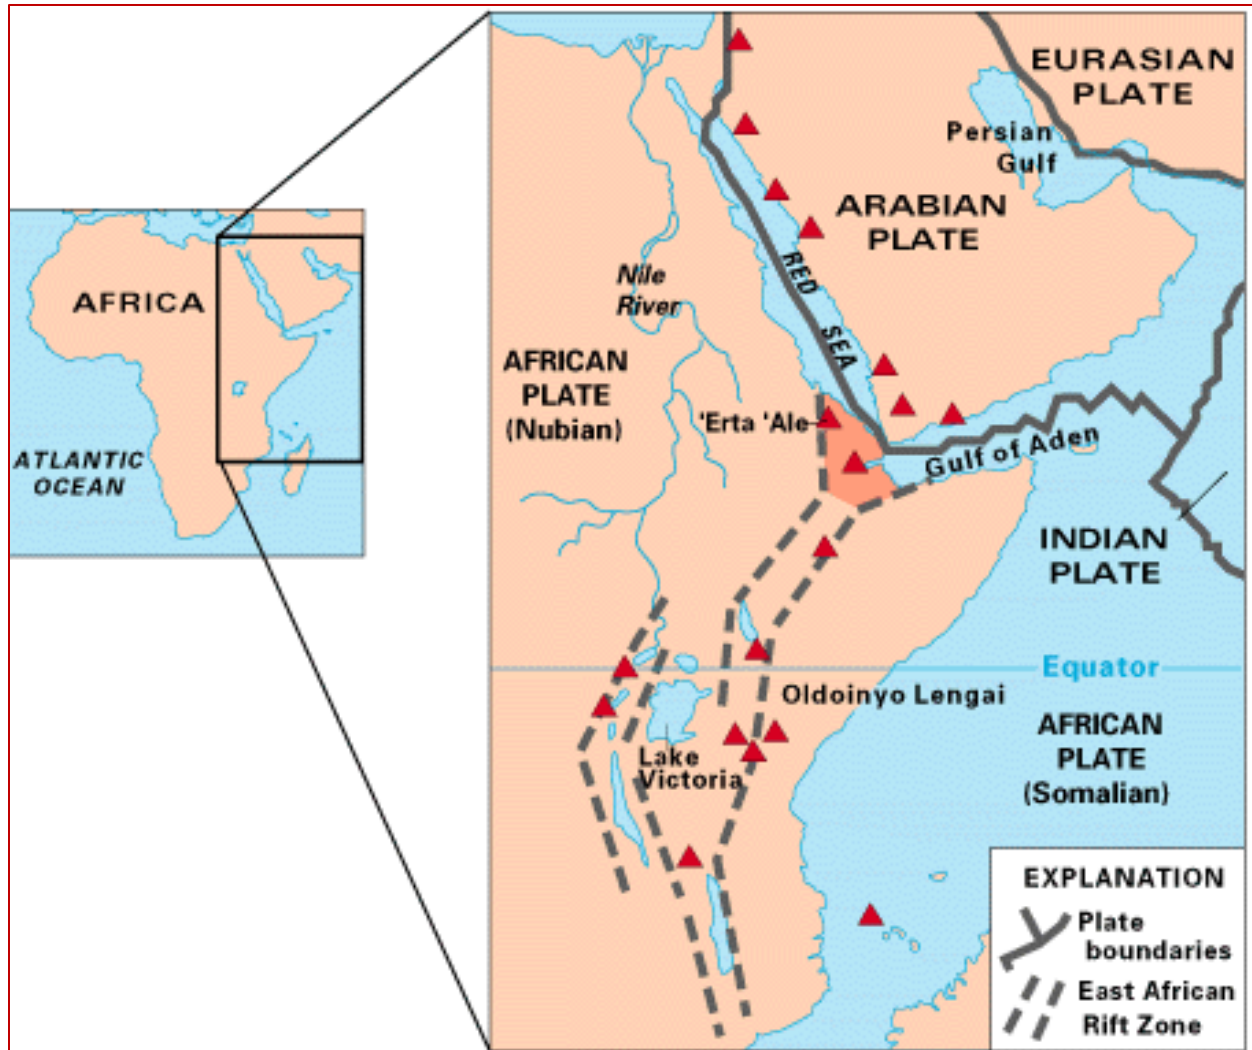 AFRICA
ATLANTIC
OCEAN
EURASIAN
PLATE
Persian
Gulf
ARABIAN
PLATE
RED
SEA
Nile
River
AFRICAN
PLATE
(Nubian)
'Erta 'Ale
Gulf of Aden
INDIAN
PLATE
Equator
Oldoinyo Lengai
Lake
Victoria
AFRICAN
PLATE
(Somalian)
EXPLANATION
Plate
boundaries
East African
Rift Zone